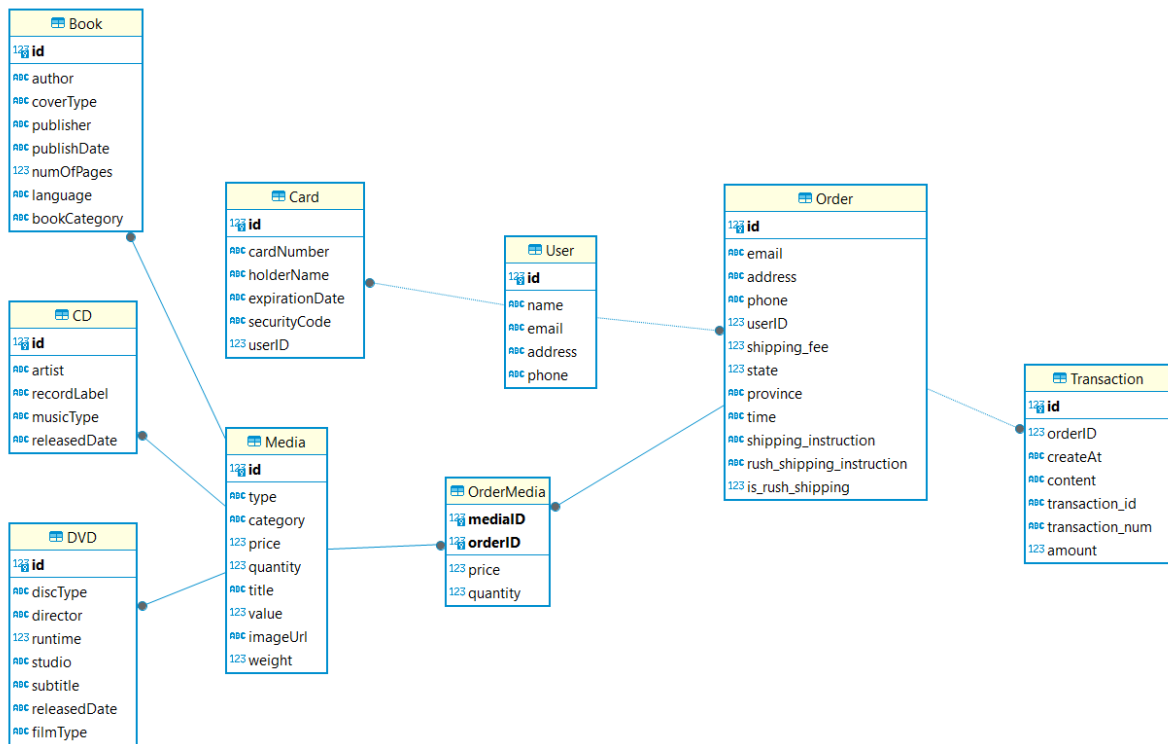 Book
id
author
coverType
publisher
publishDate
numOfPages
language
bookCategory
CD
id
artist
recordLabel
musicType
releasedDate
DVD
id
discType
director
runtime
studio
subtitle
releasedDate
filmType
Card
id
cardNumber
holderName
expirationDate
securityCode
userID
Media
id
type
category
price
quantity
title
value
imageUrl
weight
User
id
name
email
address
phone
OrderMedia
mediaID
orderID
price
quantity
Order
id
email
address
phone
userID
shipping_fee
state
province
time
shipping_instruction
rush_shipping_instruction
is_rush_shipping
Transaction
id
orderID
createAt
content
transaction_id
transaction_num
amount